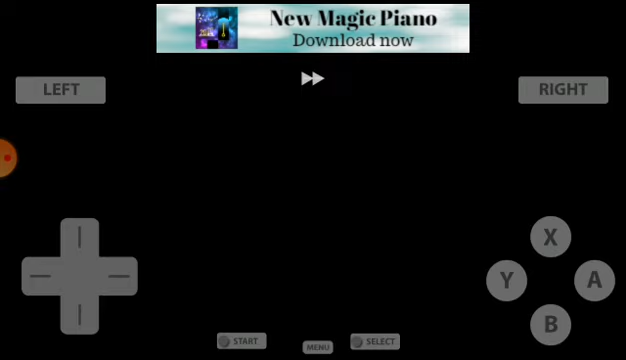 New Magic Piano
Download now
LEFT
RIGHT
X
Y
A
B
START
MENU
SELECT